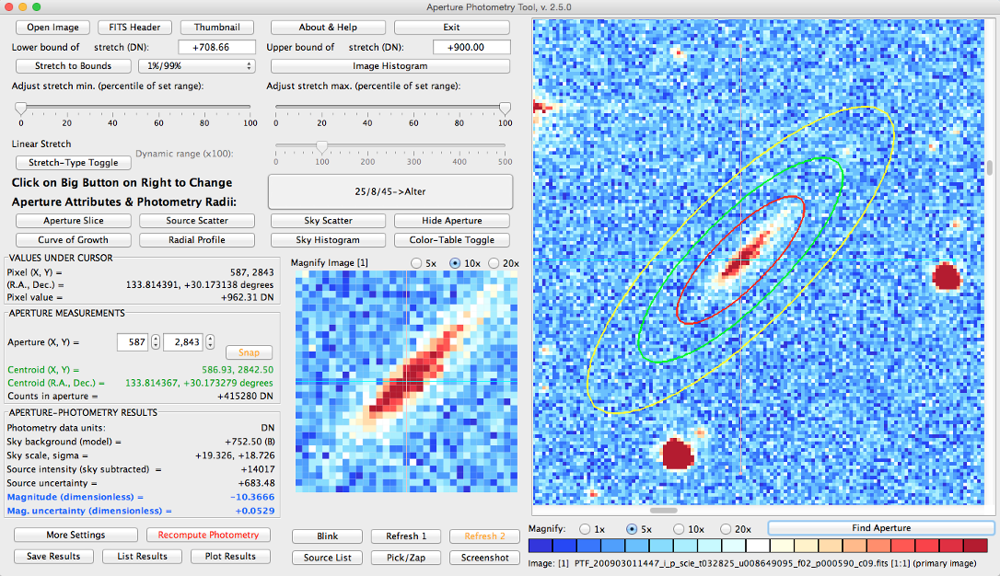 Aperture Photometry Tool, v. 2.5.0
Open Image FITS Header Thumbnail About & Help Exit
Lower bound of stretch (DN): +708.66 Upper bound of stretch (DN): +900.00
Stretch to Bounds 1%/99% Image Histogram
Adjust stretch min. (percentile of set range): Adjust stretch max. (percentile of set range):
0 20 40 60 80 100 0 20 40 60 80 100
Linear Stretch
Dynamic range (x100):
Stretch-Type Toggle 0 100 200 300 400 500
Click on Big Button on Right to Change
Aperture Attributes & Photometry Radii:
25/8/45->Alter
Aperture Slice Source Scatter Sky Scatter Hide Aperture
Curve of Growth Radial Profile Sky Histogram Color-Table Toggle
VALUES UNDER CURSOR
Pixel (X, Y) = 587, 2843
(R.A., Dec.) = 133.814391, +30.173138 degrees
Pixel value = +962.31 DN
APERTURE MEASUREMENTS
Aperture (X, Y) = 587 2,843
Snap
Centroid (X, Y) = 586.93, 2842.50
Centroid (R.A., Dec.) = 133.814367, +30.173279 degrees
Counts in aperture = +415280 DN
APERTURE-PHOTOMETRY RESULTS
Photometry data units: DN
Sky background (model) = +752.50 (B)
Sky scale, sigma = +19.326, +18.726
Source intensity (sky subtracted) = +14017
Source uncertainty = +683.48
Magnitude (dimensionless) = -10.3666
Mag. uncertainty (dimensionless) = +0.0529
More Settings Recompute Photometry
Save Results List Results Plot Results
Magnify Image [1] 5x 10x 20x
Blink Refresh 1 Refresh 2
Source List Pick/Zap Screenshot
Magnify: 1x 5x 10x 20x Find Aperture
Image: [1] PTF_200903011447_i_p_scie_t032825_u008649095_f02_p000590_c09.fits [1:1] (primary image)